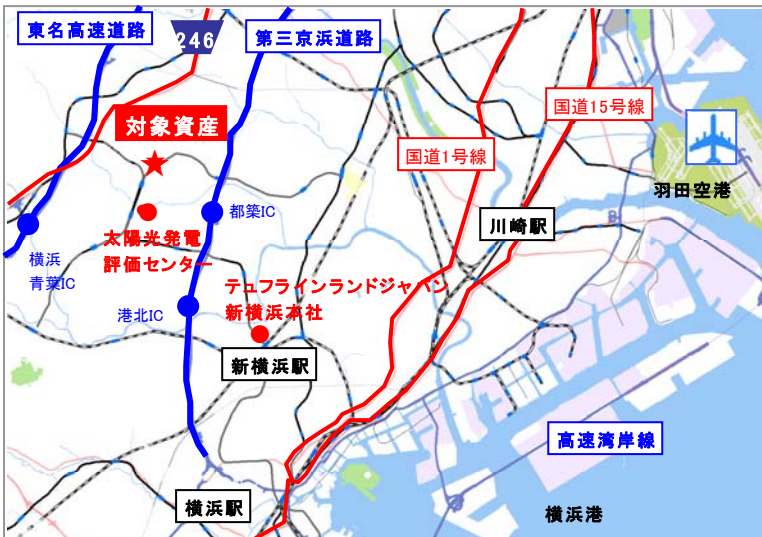 東名高速道路
246
第三京浜道路
対象資産
国道15号線
国道1号線
羽田空港
都築IC
川崎駅
太陽光発電
評価センター
横浜
青葉IC
テュフラインランドジャパン
新横浜本社
港北IC
新横浜駅
高速湾岸線
横浜駅
横浜港